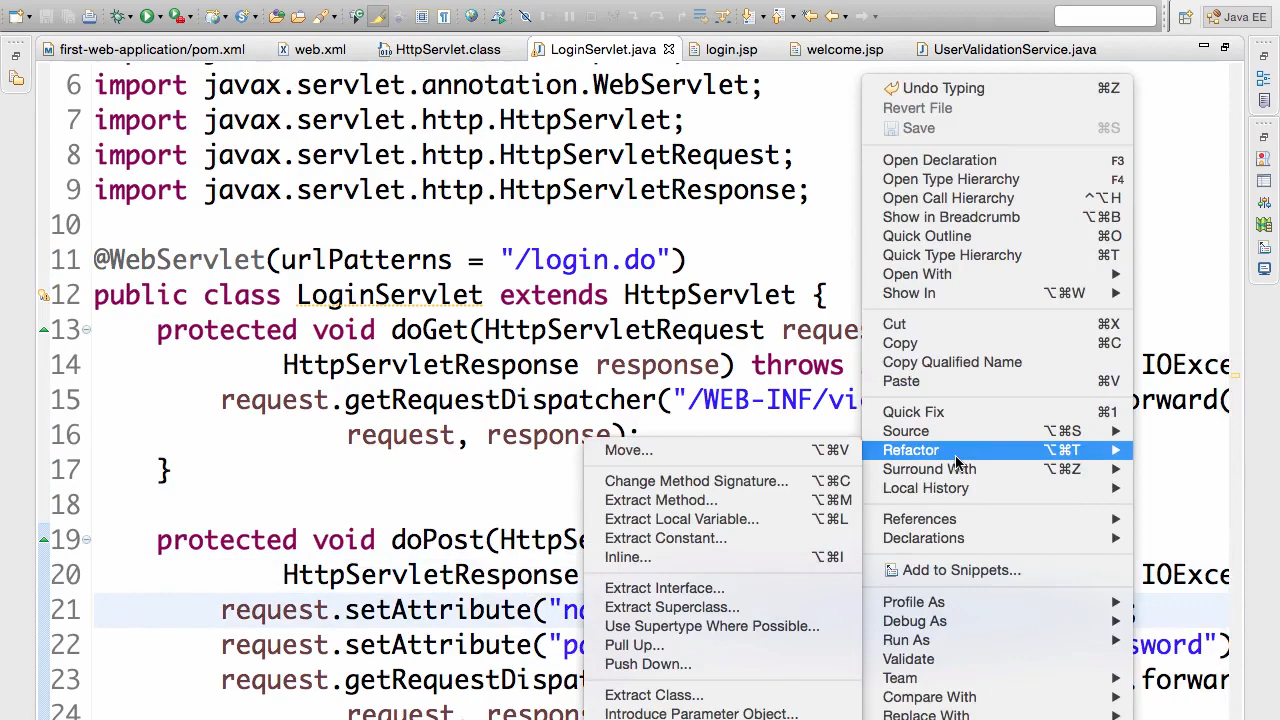 Java EE
first-web-application/pom.xml
web.xml
HttpServlet.class
LoginServlet.java
login.jsp
welcome.jsp
UserValidationService.java
6 import javax.servlet.annotation.WebServlet;
7 import javax.servlet.http.HttpServlet;
8 import javax.servlet.http.HttpServletRequest;
9 import javax.servlet.http.HttpServletResponse;
10
11 @WebServlet(urlPatterns = "/login.do")
12 public class LoginServlet extends HttpServlet {
13 protected void doGet(HttpServletRequest reque
14 HttpServletResponse response) throws IOExce
15 request.getRequestDispatcher("/WEB-INF/vi forward(
16 request, response);
17 }
18
19 protected void doPost(HttpSe
20 HttpServletResponse IOExce
21 request.setAttribute("na ;
22 request.setAttribute("pa sword")
23 request.getRequestDispat .forwar
24 request, respons
Undo Typing ⌘Z
Revert File
Save ⌘S
Open Declaration F3
Open Type Hierarchy F4
Open Call Hierarchy ^⌥H
Show in Breadcrumb ⌥⌘B
Quick Outline ⌘O
Quick Type Hierarchy ⌘T
Open With
Show In ⌥⌘W
Cut ⌘X
Copy ⌘C
Copy Qualified Name
Paste ⌘V
Quick Fix ⌘1
Source ⌥⌘S
Refactor ⌥⌘T
Surround With ⌥⌘Z
Local History
References
Declarations
Add to Snippets...
Profile As
Debug As
Run As
Validate
Team
Compare With
Replace With
Move... ⌥⌘V
Change Method Signature... ⌥⌘C
Extract Method... ⌥⌘M
Extract Local Variable... ⌥⌘L
Extract Constant...
Inline... ⌥⌘I
Extract Interface...
Extract Superclass...
Use Supertype Where Possible...
Pull Up...
Push Down...
Extract Class...
Introduce Parameter Object...